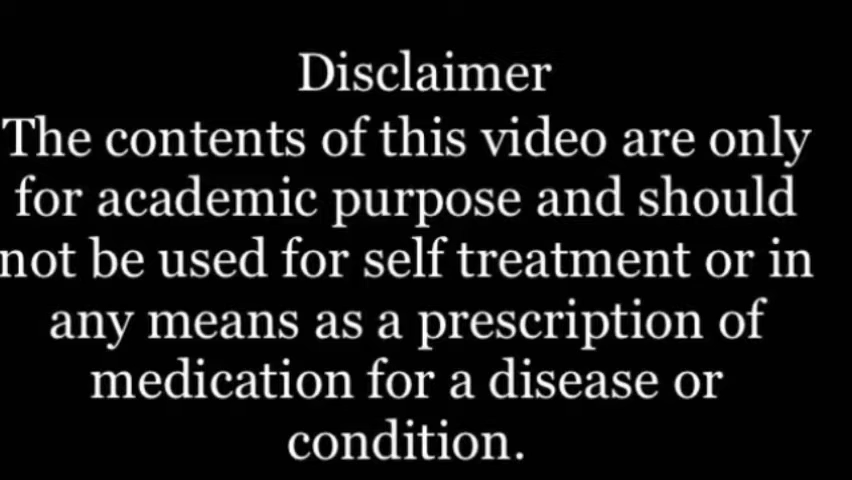 Disclaimer
The contents of this video are only
for academic purpose and should
not be used for self treatment or in
any means as a prescription of
medication for a disease or
condition.